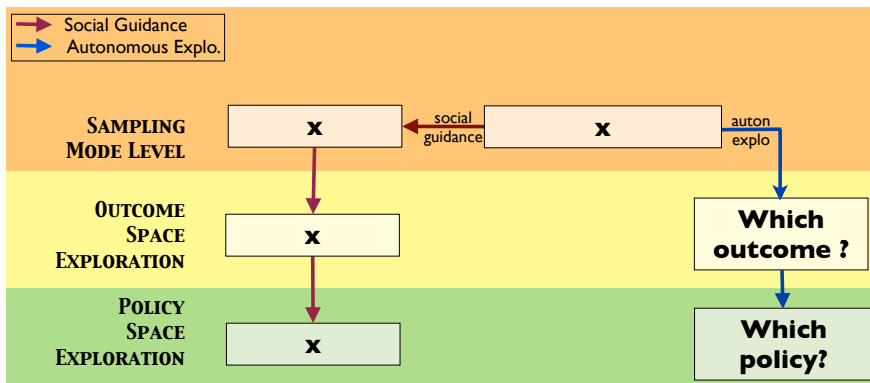 Social Guidance
Autonomous Explo.
SAMPLING
MODE LEVEL
x
social
guidance
x
auton
explo
OUTCOME
SPACE
EXPLORATION
x
Which
outcome ?
POLICY
SPACE
EXPLORATION
x
Which
policy?